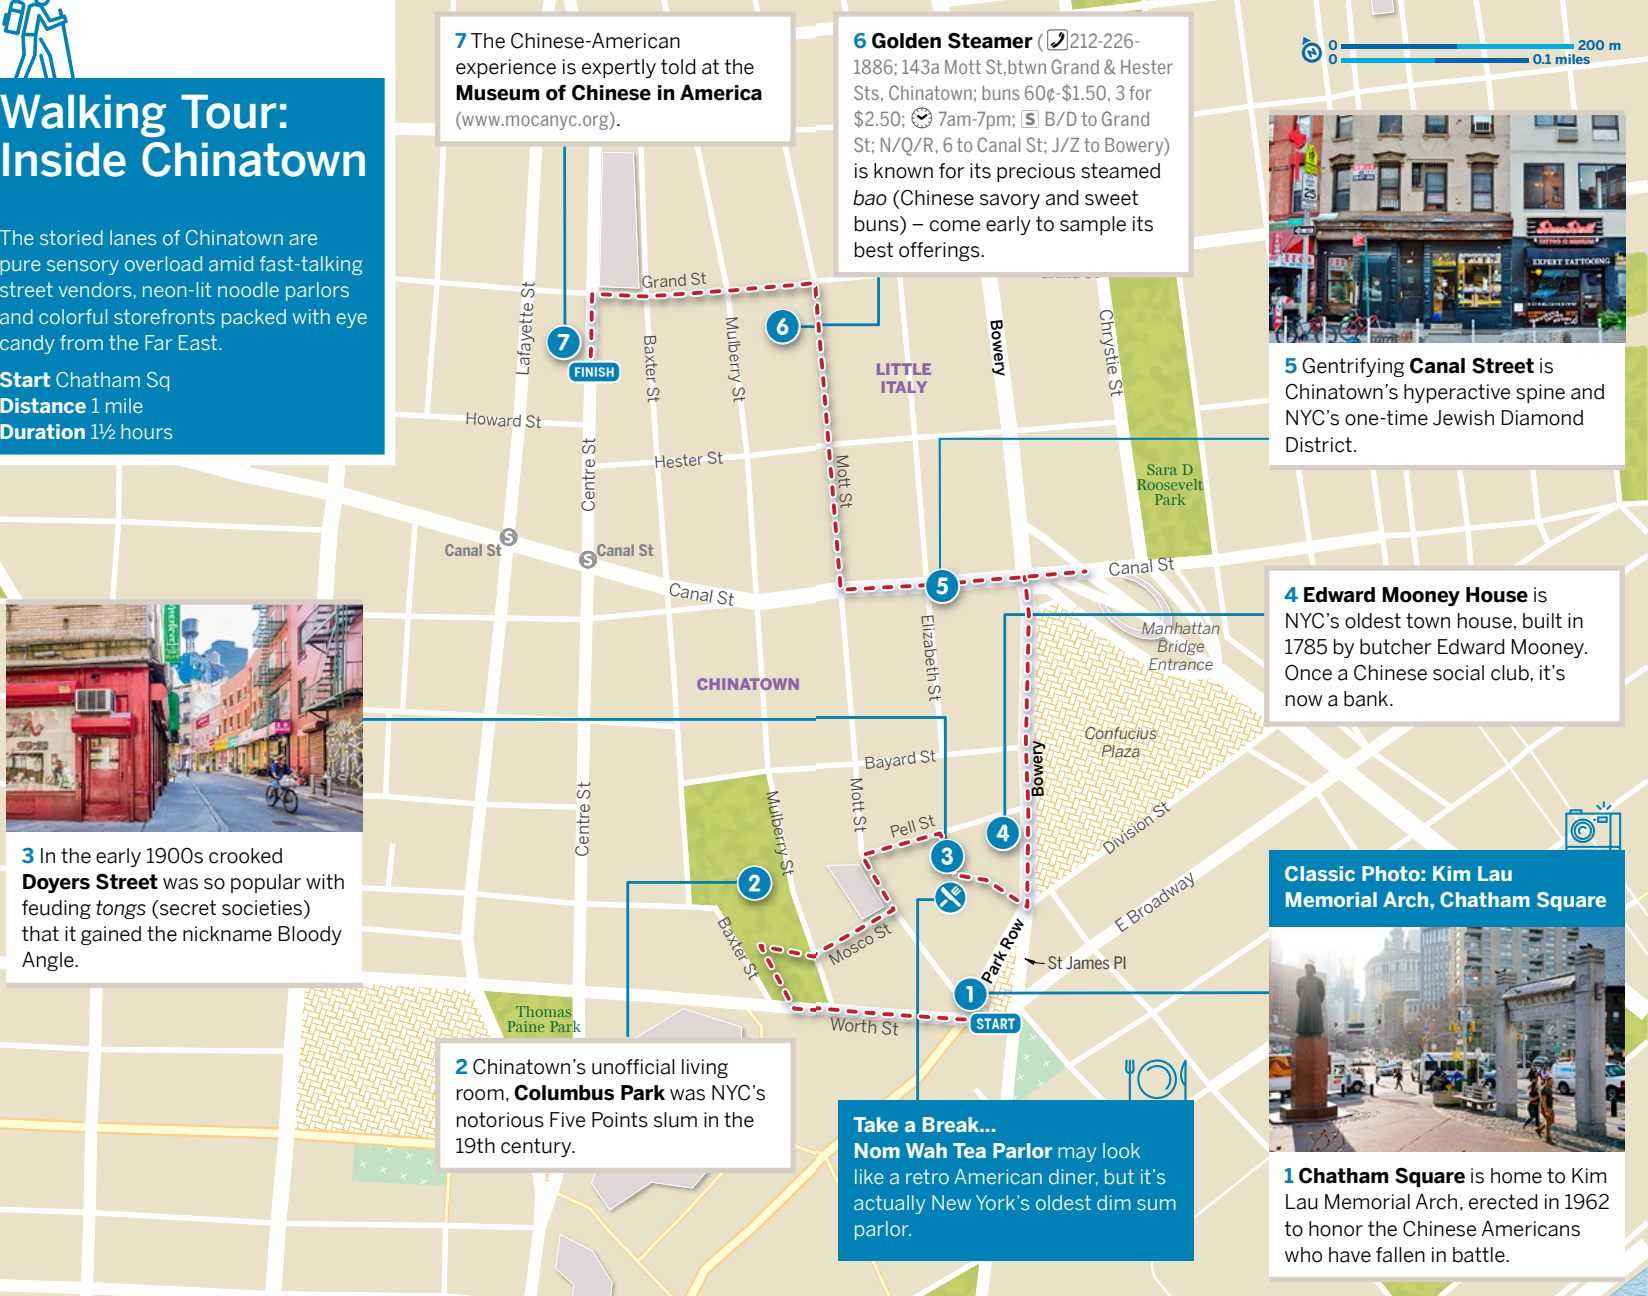 Walking Tour:
Inside Chinatown
The storied lanes of Chinatown are
pure sensory overload amid fast-talking
street vendors, neon-lit noodle parlors
and colorful storefronts packed with eye
candy from the Far East.
Start Chatham Sq
Distance 1 mile
Duration 1½ hours
7 The Chinese-American
experience is expertly told at the
Museum of Chinese in America
(www.mocanyc.org).
6 Golden Steamer (212-226-
1886; 143a Mott St,btwn Grand & Hester
Sts, Chinatown; buns 60¢-$1.50, 3 for
$2.50; 7am-7pm; S B/D to Grand
St; N/Q/R, 6 to Canal St; J/Z to Bowery)
is known for its precious steamed
bao (Chinese savory and sweet
buns) – come early to sample its
best offerings.
N
0 200 m
0 0.1 miles
EXPERT TATTOOING
5 Gentrifying Canal Street is
Chinatown's hyperactive spine and
NYC's one-time Jewish Diamond
District.
4 Edward Mooney House is
NYC's oldest town house, built in
1785 by butcher Edward Mooney.
Once a Chinese social club, it's
now a bank.
3 In the early 1900s crooked
Doyers Street was so popular with
feuding tongs (secret societies)
that it gained the nickname Bloody
Angle.
2 Chinatown's unofficial living
room, Columbus Park was NYC's
notorious Five Points slum in the
19th century.
Take a Break...
Nom Wah Tea Parlor may look
like a retro American diner, but it's
actually New York's oldest dim sum
parlor.
Classic Photo: Kim Lau
Memorial Arch, Chatham Square
1 Chatham Square is home to Kim
Lau Memorial Arch, erected in 1962
to honor the Chinese Americans
who have fallen in battle.
Grand St
Lafayette St
Baxter St
Mulberry St
Bowery
Chrystie St
7
FINISH
6
LITTLE
ITALY
Howard St
Centre St
Hester St
Mott St
Sara D
Roosevelt
Park
S
Canal St
S
Canal St
Canal St
5
Canal St
Elizabeth St
Manhattan
Bridge
Entrance
CHINATOWN
Confucius
Plaza
Bayard St
Bowery
Centre St
Mulberry St
Mott St
Pell St
4
3
Division St
2
E Broadway
Baxter St
Mosco St
Park Row
St James Pl
1
START
Worth St
Thomas
Paine Park